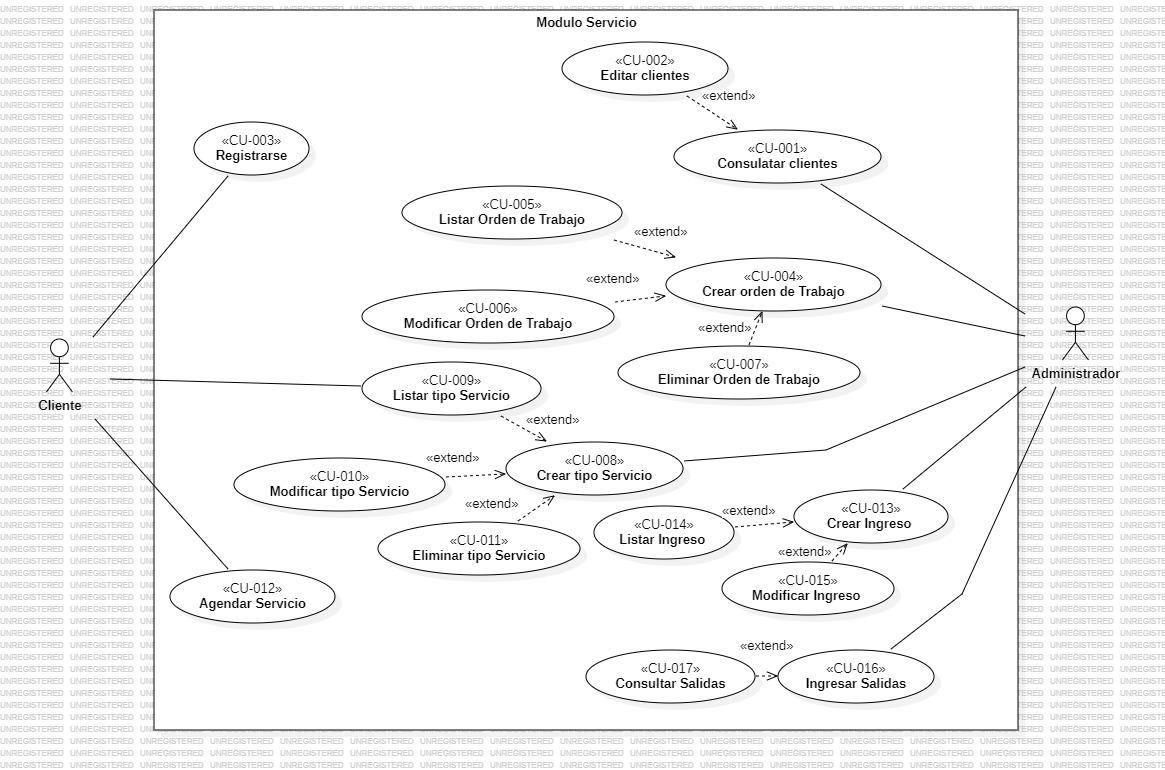 Modulo Servicio
«CU-002»
Editar clientes
«extend»
«CU-003»
Registrarse
«CU-001»
Consulatar clientes
«CU-005»
Listar Orden de Trabajo
«extend»
«CU-004»
Crear orden de Trabajo
«extend»
«CU-006»
Modificar Orden de Trabajo
«extend»
«CU-007»
Eliminar Orden de Trabajo
Administrador
Cliente
«CU-009»
Listar tipo Servicio
«extend»
«CU-008»
Crear tipo Servicio
«extend»
«CU-010»
Modificar tipo Servicio
«extend»
«CU-011»
Eliminar tipo Servicio
«CU-013»
Crear Ingreso
«extend»
«CU-014»
Listar Ingreso
«extend»
«CU-015»
Modificar Ingreso
«CU-012»
Agendar Servicio
«extend»
«CU-017»
Consultar Salidas
«CU-016»
Ingresar Salidas
UNREGISTERED